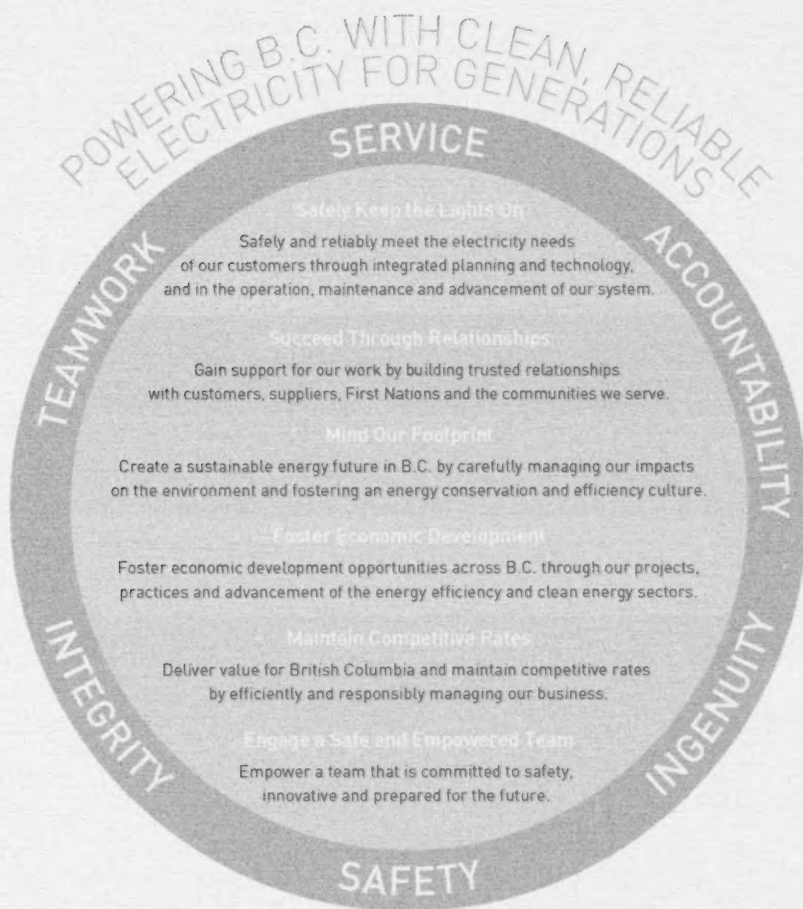 POWERING B.C. WITH CLEAN, RELIABLE
ELECTRICITY FOR GENERATIONS
SERVICE
ACCOUNTABILITY
INGENUITY
SAFETY
INTEGRITY
TEAMWORK
Safely Keep the Lights On
Safely and reliably meet the electricity needs
of our customers through integrated planning and technology,
and in the operation, maintenance and advancement of our system.
Succeed Through Relationships
Gain support for our work by building trusted relationships
with customers, suppliers, First Nations and the communities we serve.
Mind Our Footprint
Create a sustainable energy future in B.C. by carefully managing our impacts
on the environment and fostering an energy conservation and efficiency culture.
Foster Economic Development
Foster economic development opportunities across B.C. through our projects,
practices and advancement of the energy efficiency and clean energy sectors.
Maintain Competitive Rates
Deliver value for British Columbia and maintain competitive rates
by efficiently and responsibly managing our business.
Engage a Safe and Empowered Team
Empower a team that is committed to safety,
innovative and prepared for the future.